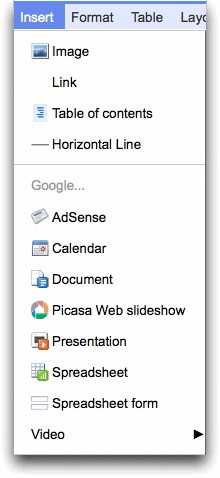 Insert Format Table
Image
Link
Table of contents
Horizontal Line
Google...
AdSense
Calendar
Document
Picasa Web slideshow
Presentation
Spreadsheet
Spreadsheet form
Video